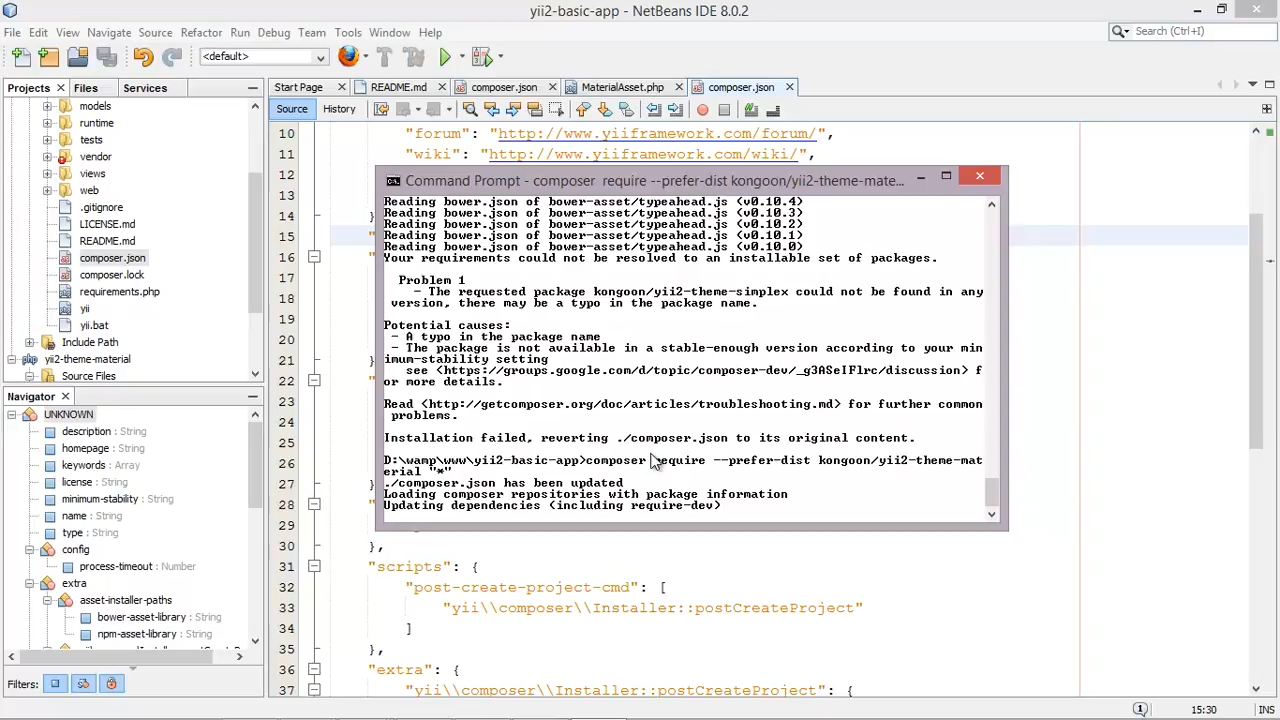 yii2-basic-app - NetBeans IDE 8.0.2
File Edit View Navigate Source Refactor Run Debug Team Tools Window Help
Search (Ctrl+I)
<default>
Projects Files Services
Start Page README.md composer.json MaterialAsset.php composer.json
Source History
models
runtime
tests
vendor
views
web
.gitignore
LICENSE.md
README.md
composer.json
composer.lock
requirements.php
yii
yii.bat
Include Path
yii2-theme-material
Source Files
Navigator
UNKNOWN
description : String
homepage : String
keywords : Array
license : String
minimum-stability : String
name : String
type : String
config
process-timeout : Number
extra
asset-installer-paths
bower-asset-library : String
npm-asset-library : String
Filters:
10 "forum": "http://www.yiiframework.com/forum/",
11 "wiki": "http://www.yiiframework.com/wiki/",
12
13
14 }
15 "
16 "
17
18
19
20
21 }
22 "
23
24
25
26
27 }
28 "
29
30 },
31 "scripts": {
32 "post-create-project-cmd": [
33 "yii\\composer\\Installer::postCreateProject"
34 ]
35 },
36 "extra": {
37 "yii\\composer\\Installer::postCreateProject": {
Command Prompt - composer require --prefer-dist kongoon/yii2-theme-mate...
Reading bower.json of bower-asset/typeahead.js (v0.10.4)
Reading bower.json of bower-asset/typeahead.js (v0.10.3)
Reading bower.json of bower-asset/typeahead.js (v0.10.2)
Reading bower.json of bower-asset/typeahead.js (v0.10.1)
Reading bower.json of bower-asset/typeahead.js (v0.10.0)
Your requirements could not be resolved to an installable set of packages.
Problem 1
- The requested package kongoon/yii2-theme-simplex could not be found in any
version, there may be a typo in the package name.
Potential causes:
- A typo in the package name
- The package is not available in a stable-enough version according to your min
imum-stability setting
see <https://groups.google.com/d/topic/composer-dev/_g3ASeIFlrc/discussion> f
or more details.
Read <http://getcomposer.org/doc/articles/troubleshooting.md> for further common
problems.
Installation failed, reverting ./composer.json to its original content.
D:\wamp\www\yii2-basic-app>composer require --prefer-dist kongoon/yii2-theme-mat
erial "*"
./composer.json has been updated
Loading composer repositories with package information
Updating dependencies (including require-dev)
15:30 INS